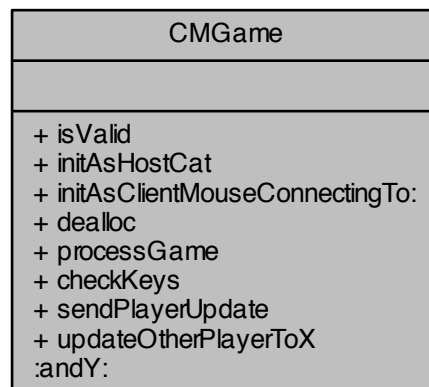 CMGame
+ isValid
+ initAsHostCat
+ initAsClientMouseConnectingTo:
+ dealloc
+ processGame
+ checkKeys
+ sendPlayerUpdate
+ updateOtherPlayerToX
:andY: